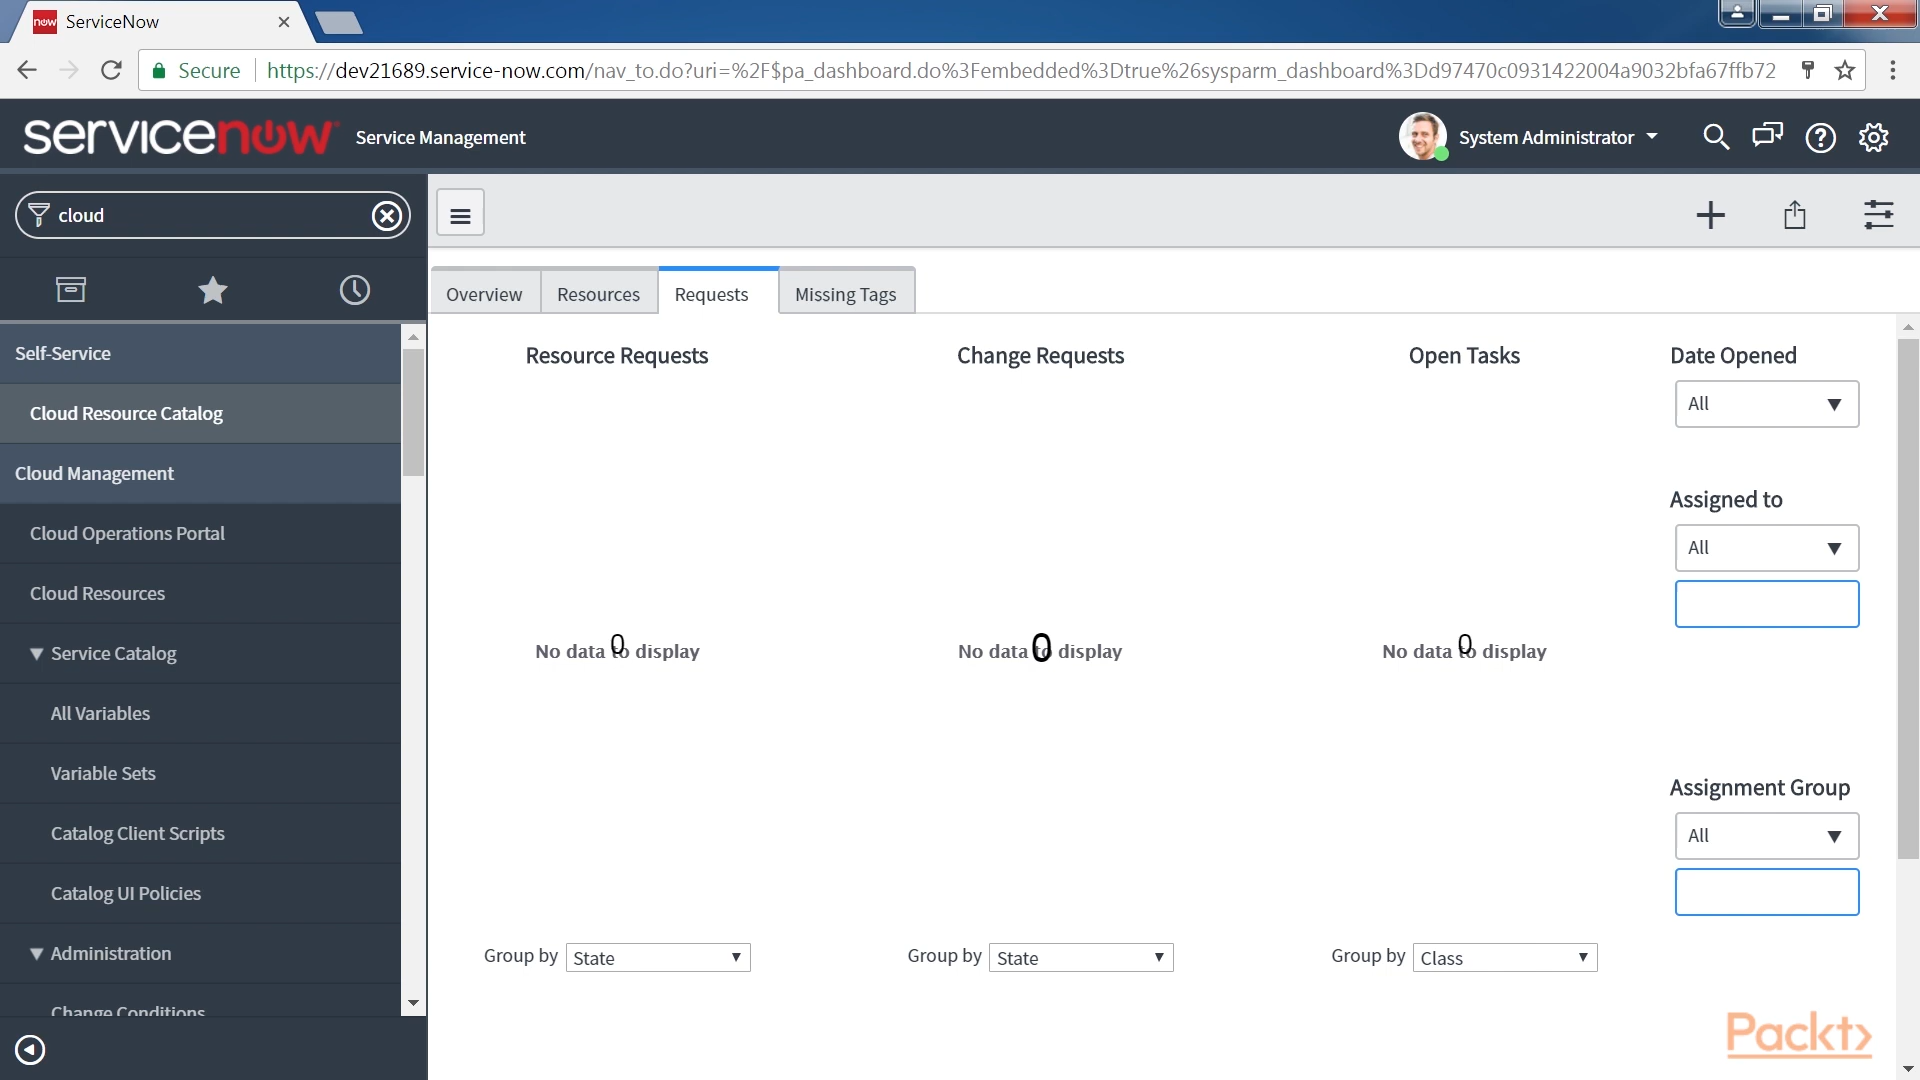 now ServiceNow
Secure https://dev21689.service-now.com/nav_to.do?uri=%2F$pa_dashboard.do%3Fembedded%3Dtrue%26sysparm_dashboard%3Dd97470c0931422004a9032bfa67ffb72
servicenow Service Management System Administrator
cloud
Overview Resources Requests Missing Tags
Self-Service
Cloud Resource Catalog
Cloud Management
Cloud Operations Portal
Cloud Resources
Service Catalog
All Variables
Variable Sets
Catalog Client Scripts
Catalog UI Policies
Administration
Change Conditions
Resource Requests Change Requests Open Tasks Date Opened
All
Assigned to
All
No data to display No data to display No data to display
0 0 0
Assignment Group
All
Group by State Group by State Group by Class
Packt